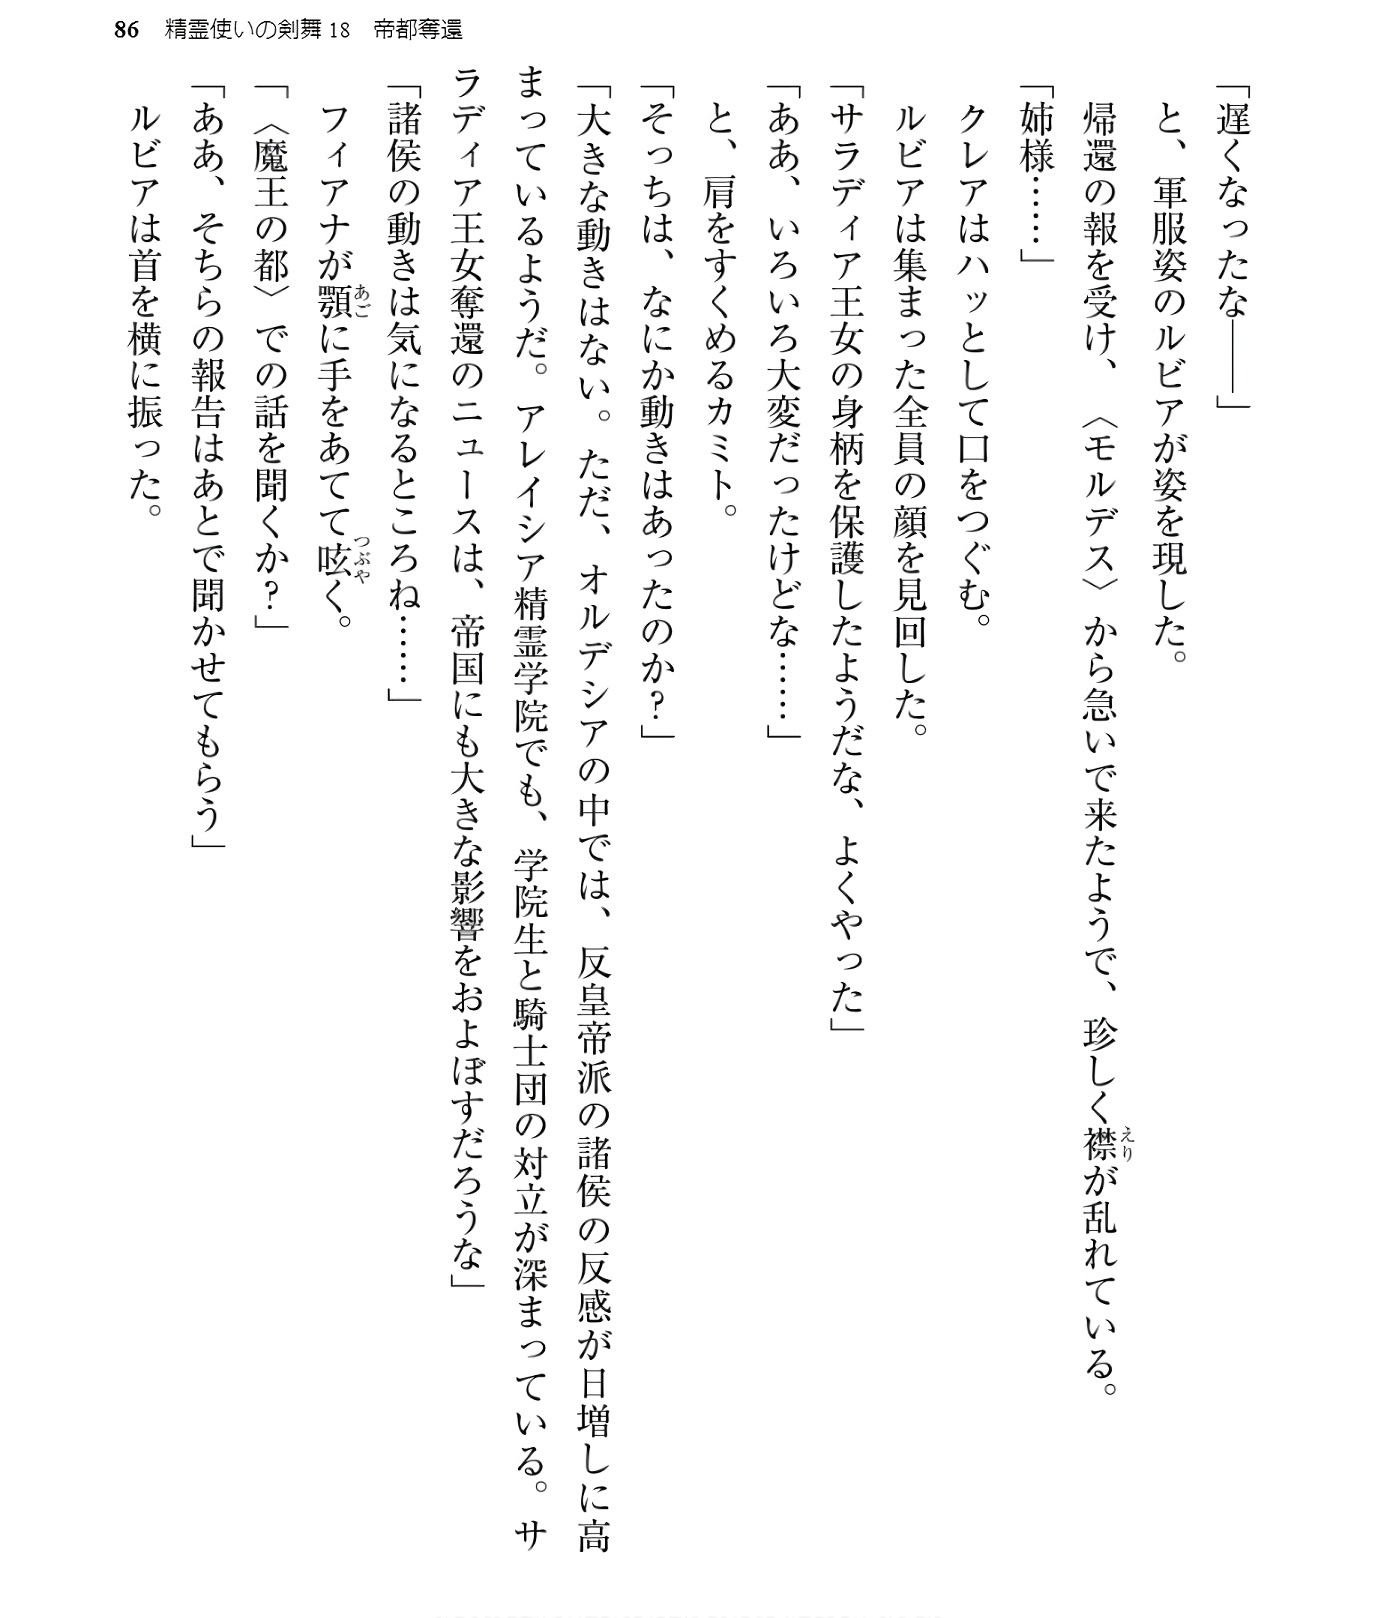 86 精霊使いの剣舞18 帝都奪還
「遅くなったな――」
と、軍服姿のルビアが姿を現した。
帰還の報を受け、〈モルデス〉から急いで来たようで、珍しく襟が乱れている。
「姉様……」
クレアはハッとして口をつぐむ。
ルビアは集まった全員の顔を見回した。
「サラディア王女の身柄を保護したようだな、よくやった」
「ああ、いろいろ大変だったけどな……」
と、肩をすくめるカミト。
「そっちは、なにか動きはあったのか？」
「大きな動きはない。ただ、オルデシアの中では、反皇帝派の諸侯の反感が日増しに高
まっているようだ。アレイシア精霊学院でも、学院生と騎士団の対立が深まっている。サ
ラディア王女奪還のニュースは、帝国にも大きな影響をおよぼすだろうな」
「諸侯の動きは気になるところね……」
フィアナが顎に手をあてて呟く。
「〈魔王の都〉での話を聞くか？」
「ああ、そちらの報告はあとで聞かせてもらう」
ルビアは首を横に振った。